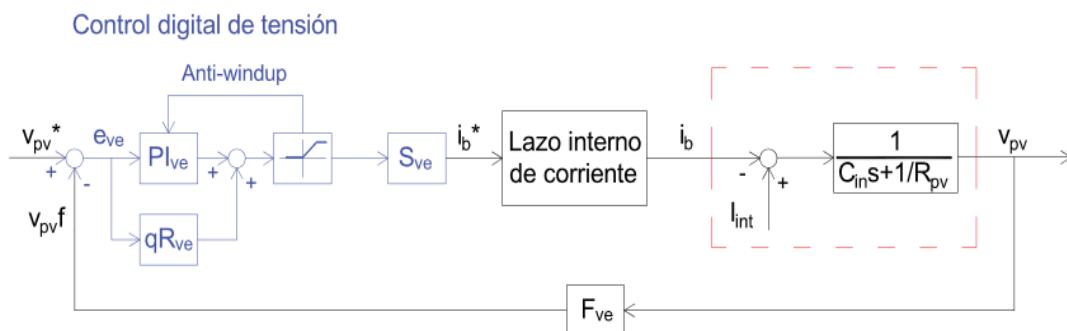 Control digital de tensión
Anti-windup
v_pv*
e_ve
PI_ve
S_ve
i_b*
Lazo interno
de corriente
i_b
1
C_in s+1/R_pv
v_pv
+
-
+
+
-
+
I_int
v_pv f
qR_ve
F_ve